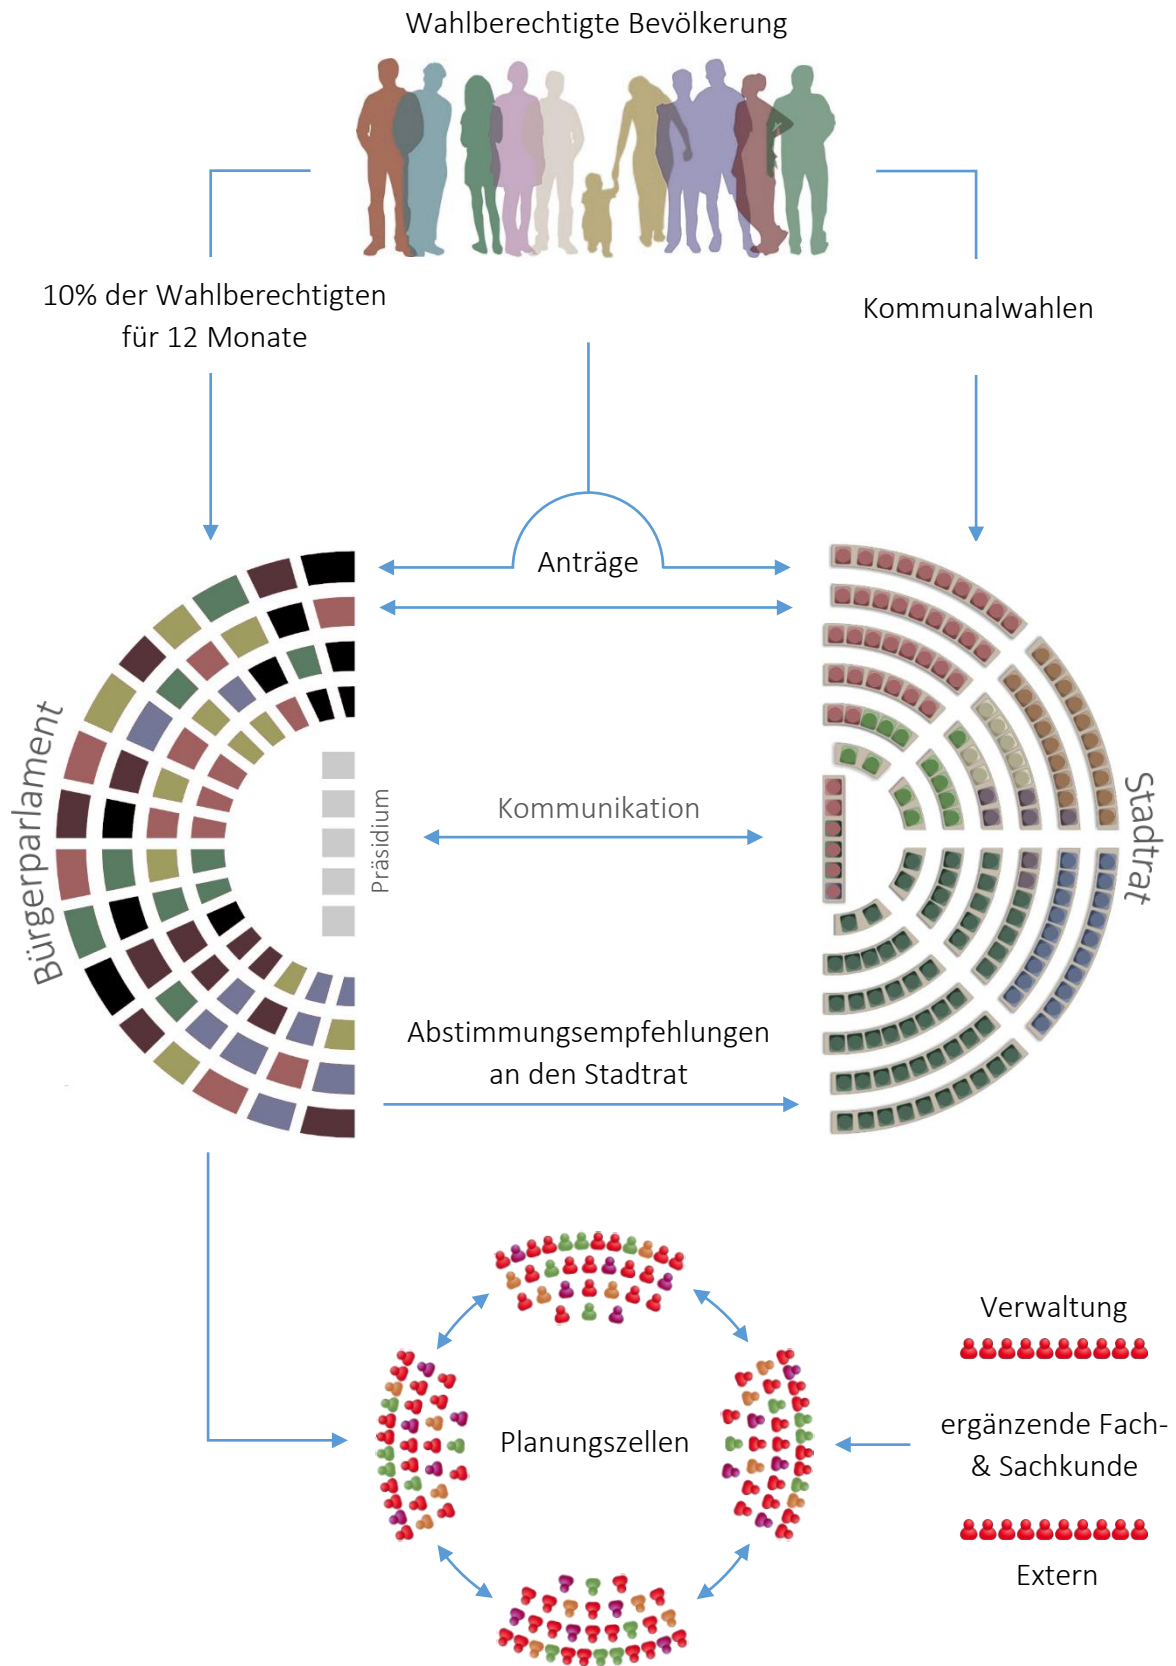 Wahlberechtigte Bevölkerung
10% der Wahlberechtigten
für 12 Monate
Kommunalwahlen
Anträge
Bürgerparlament
Präsidium
Kommunikation
Stadtrat
Abstimmungsempfehlungen
an den Stadtrat
Planungszellen
Verwaltung
ergänzende Fach-
& Sachkunde
Extern